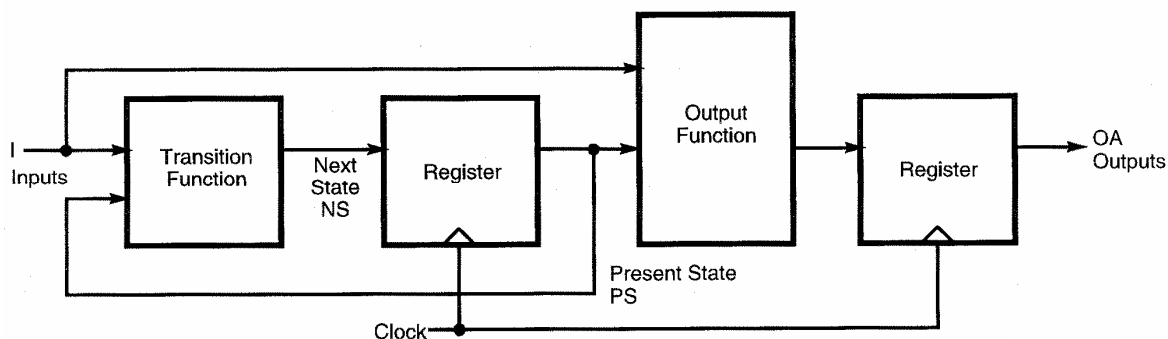 I
Inputs
Transition
Function
Next
State
NS
Register
Output
Function
Register
OA
Outputs
Present State
PS
Clock